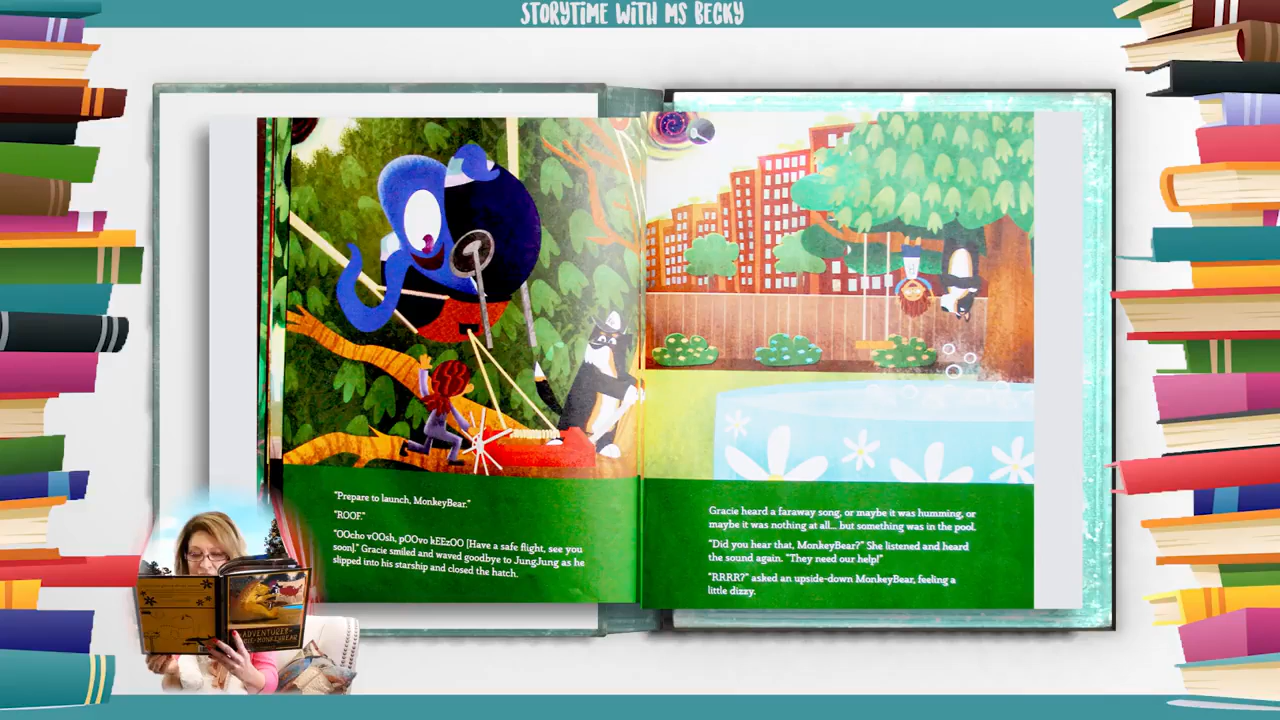 STORYTIME WITH MS BECKY
"Prepare to launch, MonkeyBear."
"ROOF."
"OOcho vOOsh, pOOvo kEEzOO [Have a safe flight, see you
soon]." Gracie smiled and waved goodbye to JungJung as he
slipped into his starship and closed the hatch.
Gracie heard a faraway song, or maybe it was humming, or
maybe it was nothing at all... but something was in the pool.
"Did you hear that, MonkeyBear?" She listened and heard
the sound again. "They need our help!"
"RRRR?" asked an upside-down MonkeyBear, feeling a
little dizzy.
ADVENTURES
MONKEYBEAR